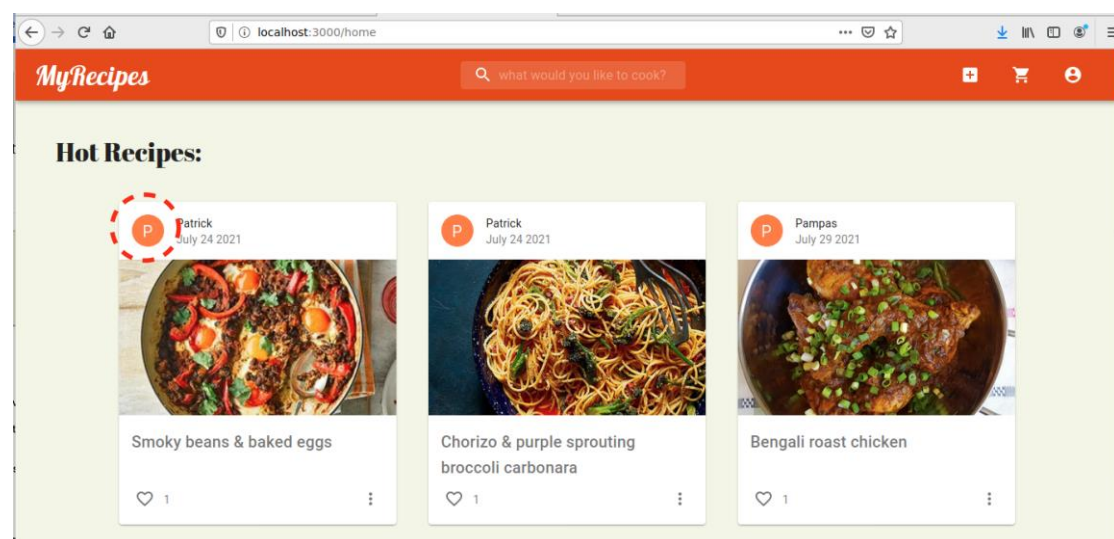 localhost:3000/home
MyRecipes
what would you like to cook?
Hot Recipes:
P
Patrick
July 24 2021
Smoky beans & baked eggs
1
P
Patrick
July 24 2021
Chorizo & purple sprouting
broccoli carbonara
1
P
Pampas
July 29 2021
Bengali roast chicken
1